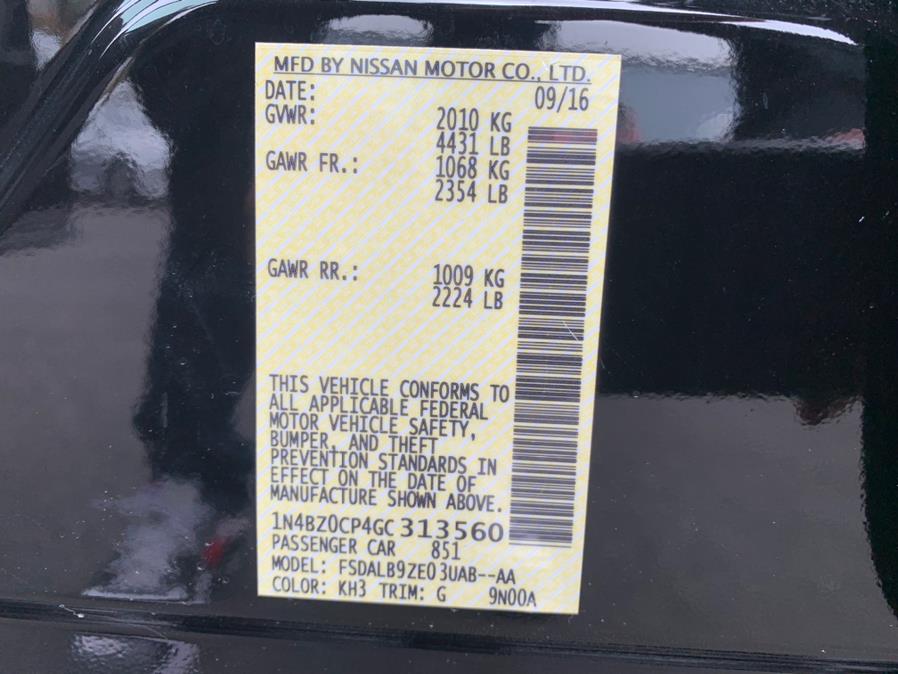 MFD BY NISSAN MOTOR CO., LTD.
DATE: 09/16
GVWR: 2010 KG
4431 LB
GAWR FR.: 1068 KG
2354 LB
GAWR RR.: 1009 KG
2224 LB
THIS VEHICLE CONFORMS TO
ALL APPLICABLE FEDERAL
MOTOR VEHICLE SAFETY,
BUMPER, AND THEFT
PREVENTION STANDARDS IN
EFFECT ON THE DATE OF
MANUFACTURE SHOWN ABOVE.
1N4BZ0CP4GC313560
PASSENGER CAR 851
MODEL: FSDALB9ZE03UAB--AA
COLOR: KH3 TRIM: G 9N00A